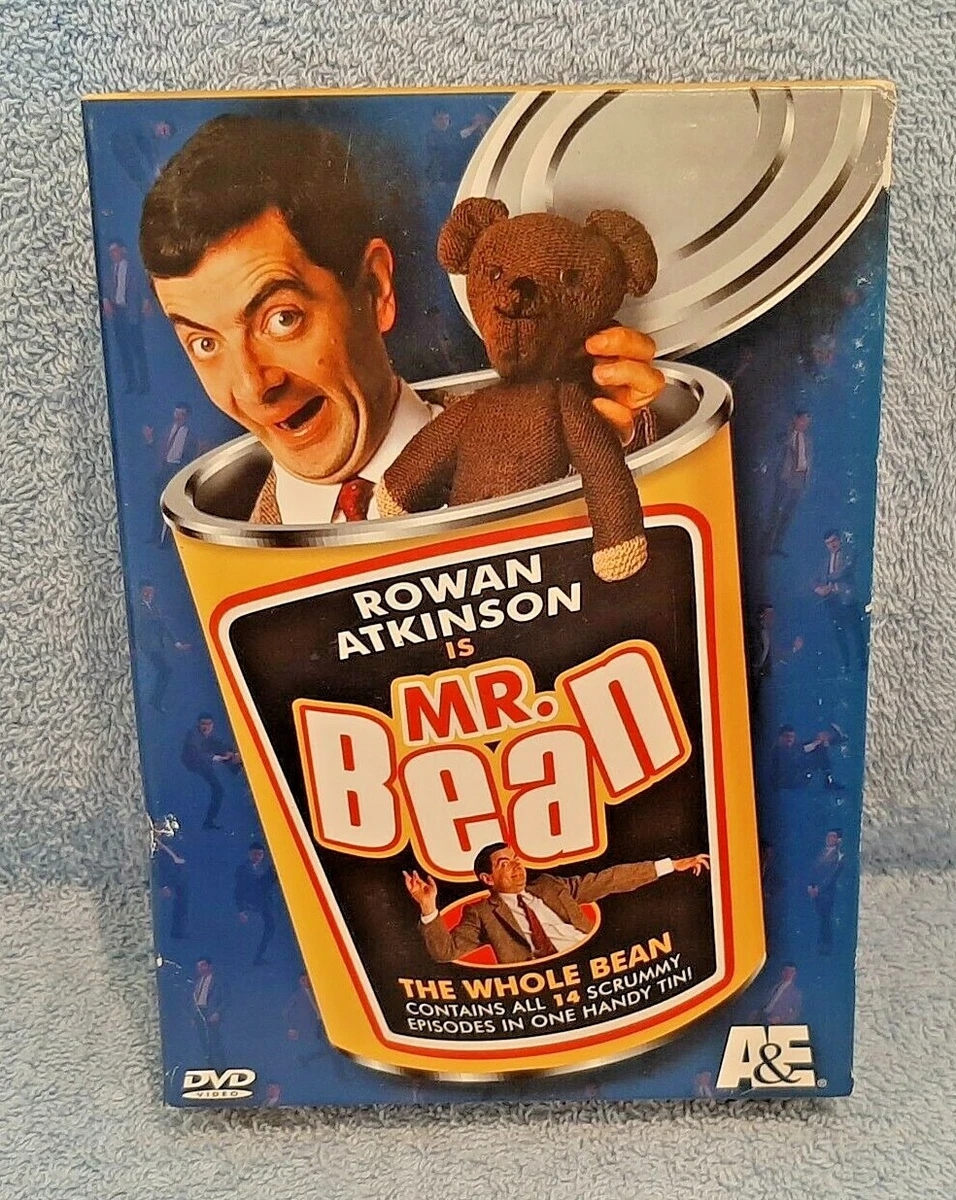 ROWAN
ATKINSON
IS
MR.
Bean
THE WHOLE BEAN
CONTAINS ALL 14 SCRUMMY
EPISODES IN ONE HANDY TIN!
DVD
VIDEO
A&E®